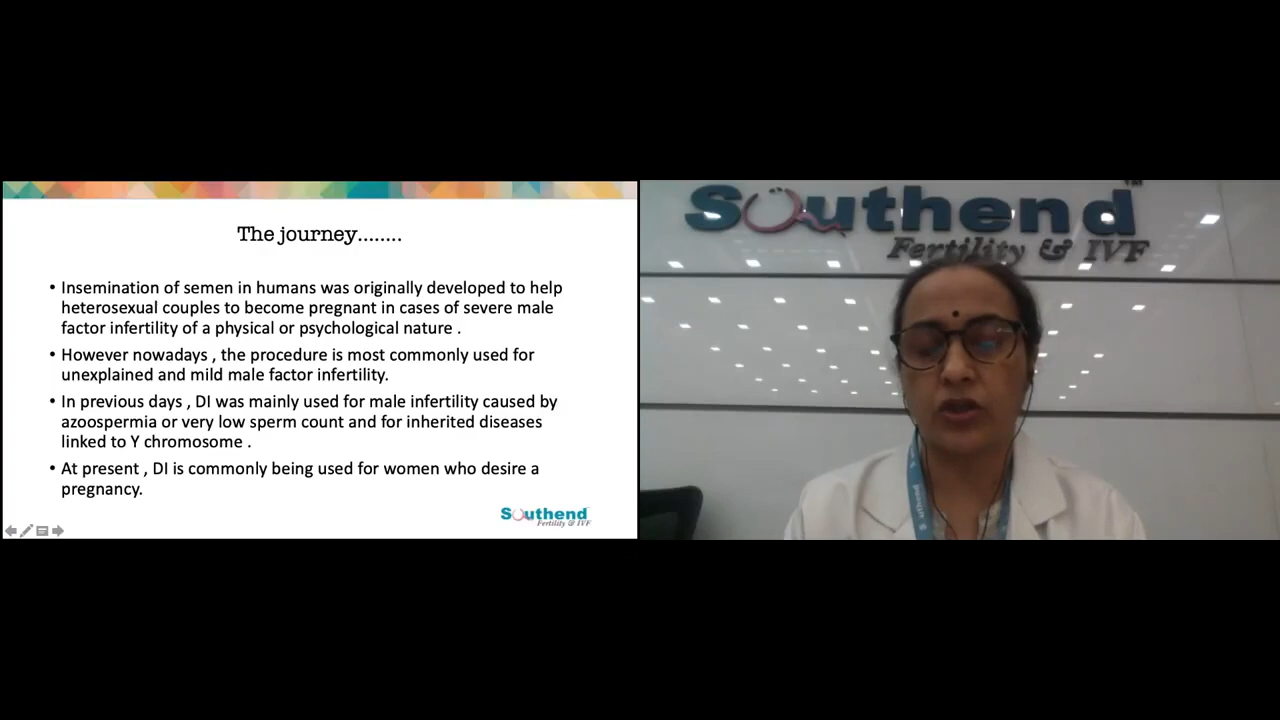 The journey........
• Insemination of semen in humans was originally developed to help
heterosexual couples to become pregnant in cases of severe male
factor infertility of a physical or psychological nature .
• However nowadays , the procedure is most commonly used for
unexplained and mild male factor infertility.
• In previous days , DI was mainly used for male infertility caused by
azoospermia or very low sperm count and for inherited diseases
linked to Y chromosome .
• At present , DI is commonly being used for women who desire a
pregnancy.
Southend
Fertility & IVF
Southend™
Fertility & IVF